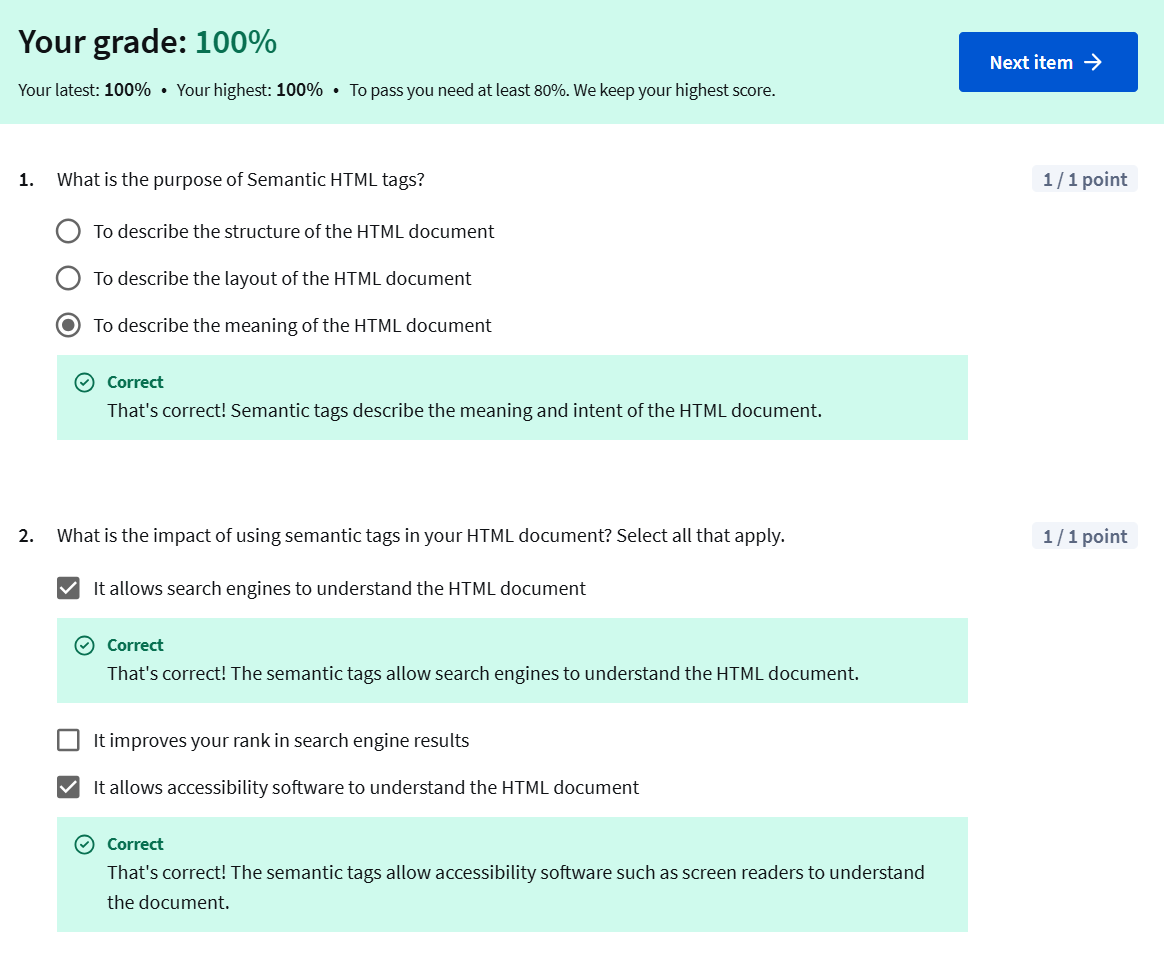 Your grade: 100%
Next item →
Your latest: 100% • Your highest: 100% • To pass you need at least 80%. We keep your highest score.
1. What is the purpose of Semantic HTML tags?
1 / 1 point
To describe the structure of the HTML document
To describe the layout of the HTML document
To describe the meaning of the HTML document
Correct
That's correct! Semantic tags describe the meaning and intent of the HTML document.
2. What is the impact of using semantic tags in your HTML document? Select all that apply.
1 / 1 point
It allows search engines to understand the HTML document
Correct
That's correct! The semantic tags allow search engines to understand the HTML document.
It improves your rank in search engine results
It allows accessibility software to understand the HTML document
Correct
That's correct! The semantic tags allow accessibility software such as screen readers to understand
the document.